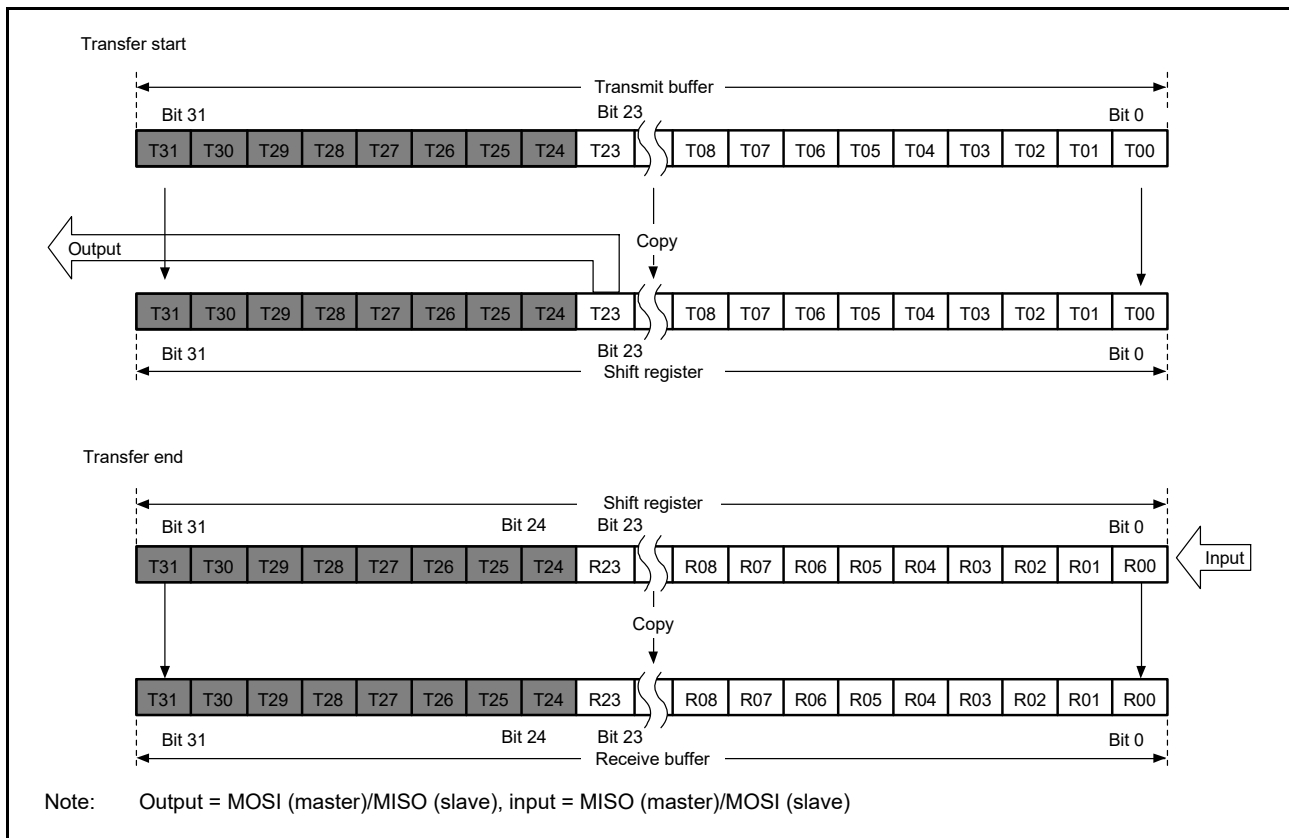 Transfer start
Transmit buffer
Bit 31 Bit 23 Bit 0
T31 T30 T29 T28 T27 T26 T25 T24 T23 T08 T07 T06 T05 T04 T03 T02 T01 T00
Output Copy
T31 T30 T29 T28 T27 T26 T25 T24 T23 T08 T07 T06 T05 T04 T03 T02 T01 T00
Bit 31 Bit 23 Bit 0
Shift register
Transfer end
Shift register
Bit 31 Bit 24 Bit 23 Bit 0
T31 T30 T29 T28 T27 T26 T25 T24 R23 R08 R07 R06 R05 R04 R03 R02 R01 R00 Input
Copy
T31 T30 T29 T28 T27 T26 T25 T24 R23 R08 R07 R06 R05 R04 R03 R02 R01 R00
Bit 31 Bit 24 Bit 23 Bit 0
Receive buffer
Note: Output = MOSI (master)/MISO (slave), input = MISO (master)/MOSI (slave)